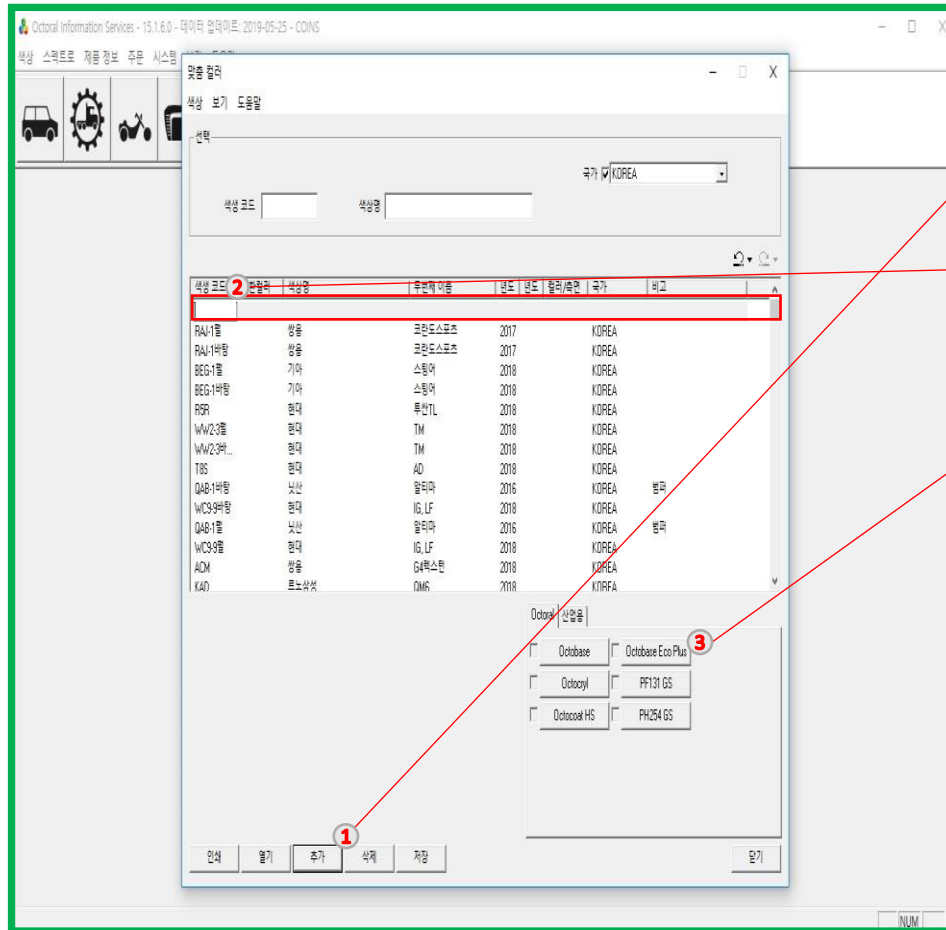 Octoral Information Services - 15.1.6.0 - 데이터 업데이트: 2019-05-25 - COINS
색상 스펙트로 제품 정보 주문 시스템
맞춤 컬러
색상 보기 도움말
선택
국가 KOREA
색생 코드 색상명
색생 코드 2 색상명 두번째 이름 년도 년도 컬러/측면 국가 비고
RAJ-1펄 쌍용 코란도스포츠 2017 KOREA
RAJ-1바탕 쌍용 코란도스포츠 2017 KOREA
BEG-1펄 기아 스팅어 2018 KOREA
BEG-1바탕 기아 스팅어 2018 KOREA
R5R 현대 투싼TL 2018 KOREA
WW2-3펄 현대 TM 2018 KOREA
WW2-3바... 현대 TM 2018 KOREA
T8S 현대 AD 2018 KOREA
QAB-1바탕 닛산 알티마 2016 KOREA 범퍼
WC9-9바탕 현대 IG, LF 2018 KOREA
QAB-1펄 닛산 알티마 2016 KOREA 범퍼
WC9-9펄 현대 IG, LF 2018 KOREA
ACM 쌍용 G4렉스턴 2018 KOREA
KAD 르노삼성 QM6 2018 KOREA
Octoral 산업용
Octobase Octobase Eco Plus 3
Octocryl PF131 GS
Octocoat HS PH254 GS
1
인쇄 열기 추가 삭제 저장 닫기
NUM